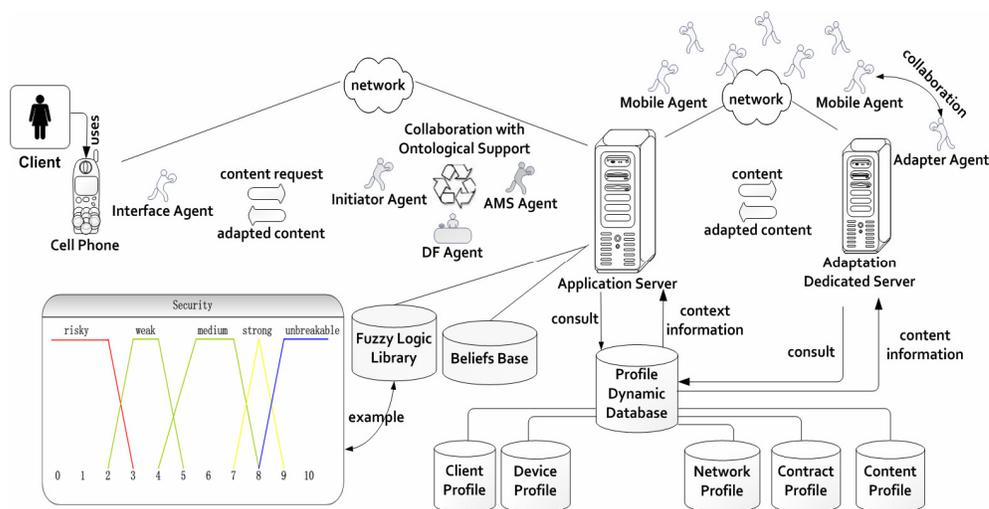 network
network
Client
uses
Cell Phone
Interface Agent
content request
adapted content
Collaboration with
Ontological Support
Initiator Agent
AMS Agent
DF Agent
Mobile Agent
Mobile Agent
collaboration
Adapter Agent
content
adapted content
Application Server
Adaptation
Dedicated Server
consult
context
information
consult
content
information
Security
risky
weak
medium
strong
unbreakable
0 1 2 3 4 5 6 7 8 9 10
Fuzzy Logic
Library
Beliefs Base
example
Profile
Dynamic
Database
Client
Profile
Device
Profile
Network
Profile
Contract
Profile
Content
Profile